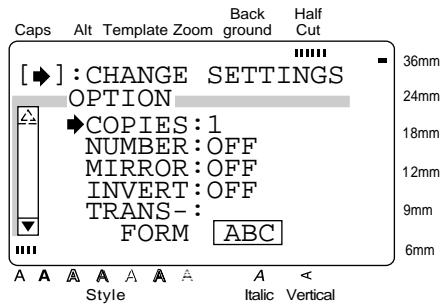 Back Half
Caps Alt Template Zoom ground Cut
[➡]:CHANGE SETTINGS 36mm
OPTION 24mm
➡COPIES:1
NUMBER:OFF 18mm
MIRROR:OFF 12mm
INVERT:OFF
TRANS-: 9mm
FORM ABC
6mm
A A A A A A A A A
Style Italic Vertical